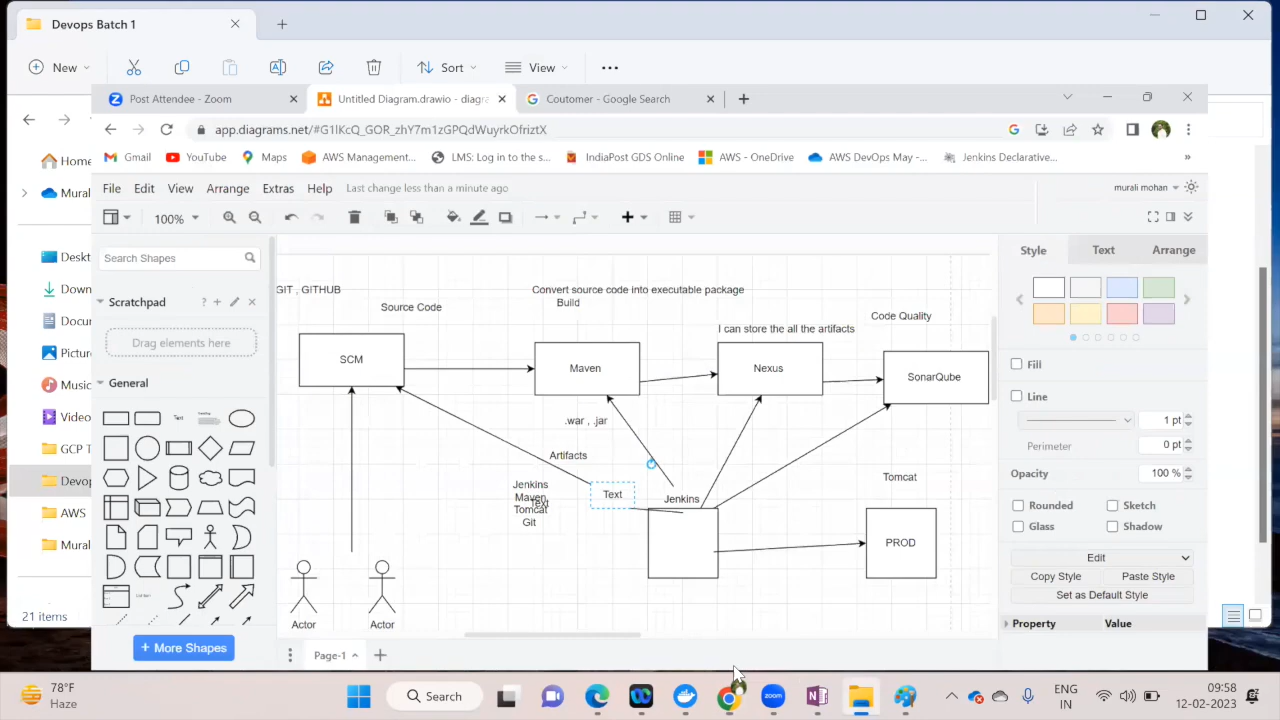 Devops Batch 1
New
Sort
View
Post Attendee - Zoom
Untitled Diagram.drawio - diagra
Coutomer - Google Search
app.diagrams.net/#G1lKcQ_GOR_zhY7m1zGPQdWuyrkOfriztX
Gmail
YouTube
Maps
AWS Management...
LMS: Log in to the s...
IndiaPost GDS Online
AWS - OneDrive
AWS DevOps May -...
Jenkins Declarative...
File Edit View Arrange Extras Help Last change less than a minute ago
murali mohan
100%
Home
Mural
Deskt
Down
Docur
Pictur
Music
Video
GCP T
Devop
AWS
Mural
21 items
Search Shapes
Scratchpad
Drag elements here
General
Text
More Shapes
GIT , GITHUB
Source Code
Convert source code into executable package
Build
I can store the all the artifacts
Code Quality
SCM
Maven
Nexus
SonarQube
.war , .jar
Artifacts
Jenkins
Maven
Text
Tomcat
Git
Text
Jenkins
Tomcat
PROD
Actor
Actor
Page-1
Style
Text
Arrange
Fill
Line
1 pt
Perimeter
0 pt
Opacity
100 %
Rounded
Sketch
Glass
Shadow
Edit
Copy Style
Paste Style
Set as Default Style
Property
Value
78°F
Haze
Search
zoom
ENG
IN
09:58
12-02-2023